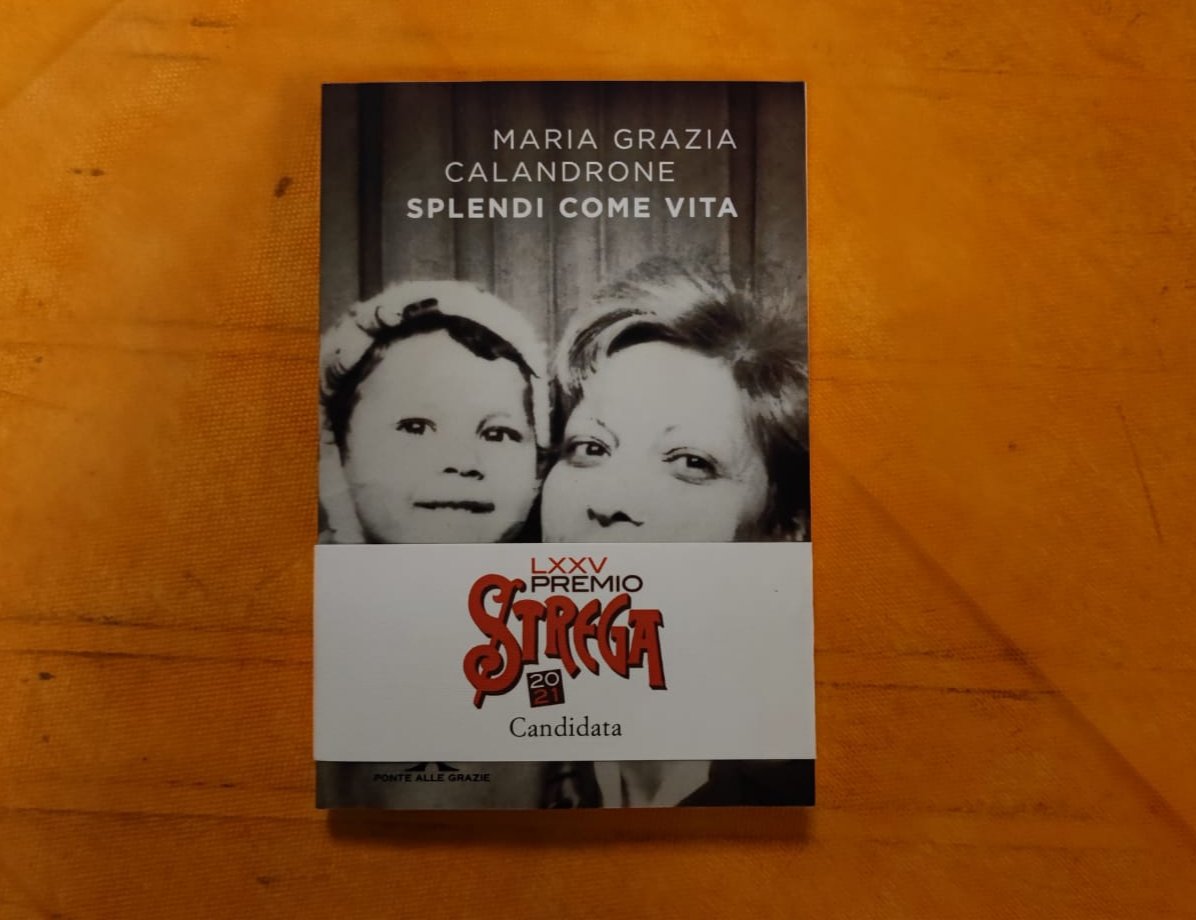 MARIA GRAZIA
CALANDRONE
SPLENDI COME VITA
LXXV
PREMIO
STREGA
20
21
Candidata
PONTE ALLE GRAZIE